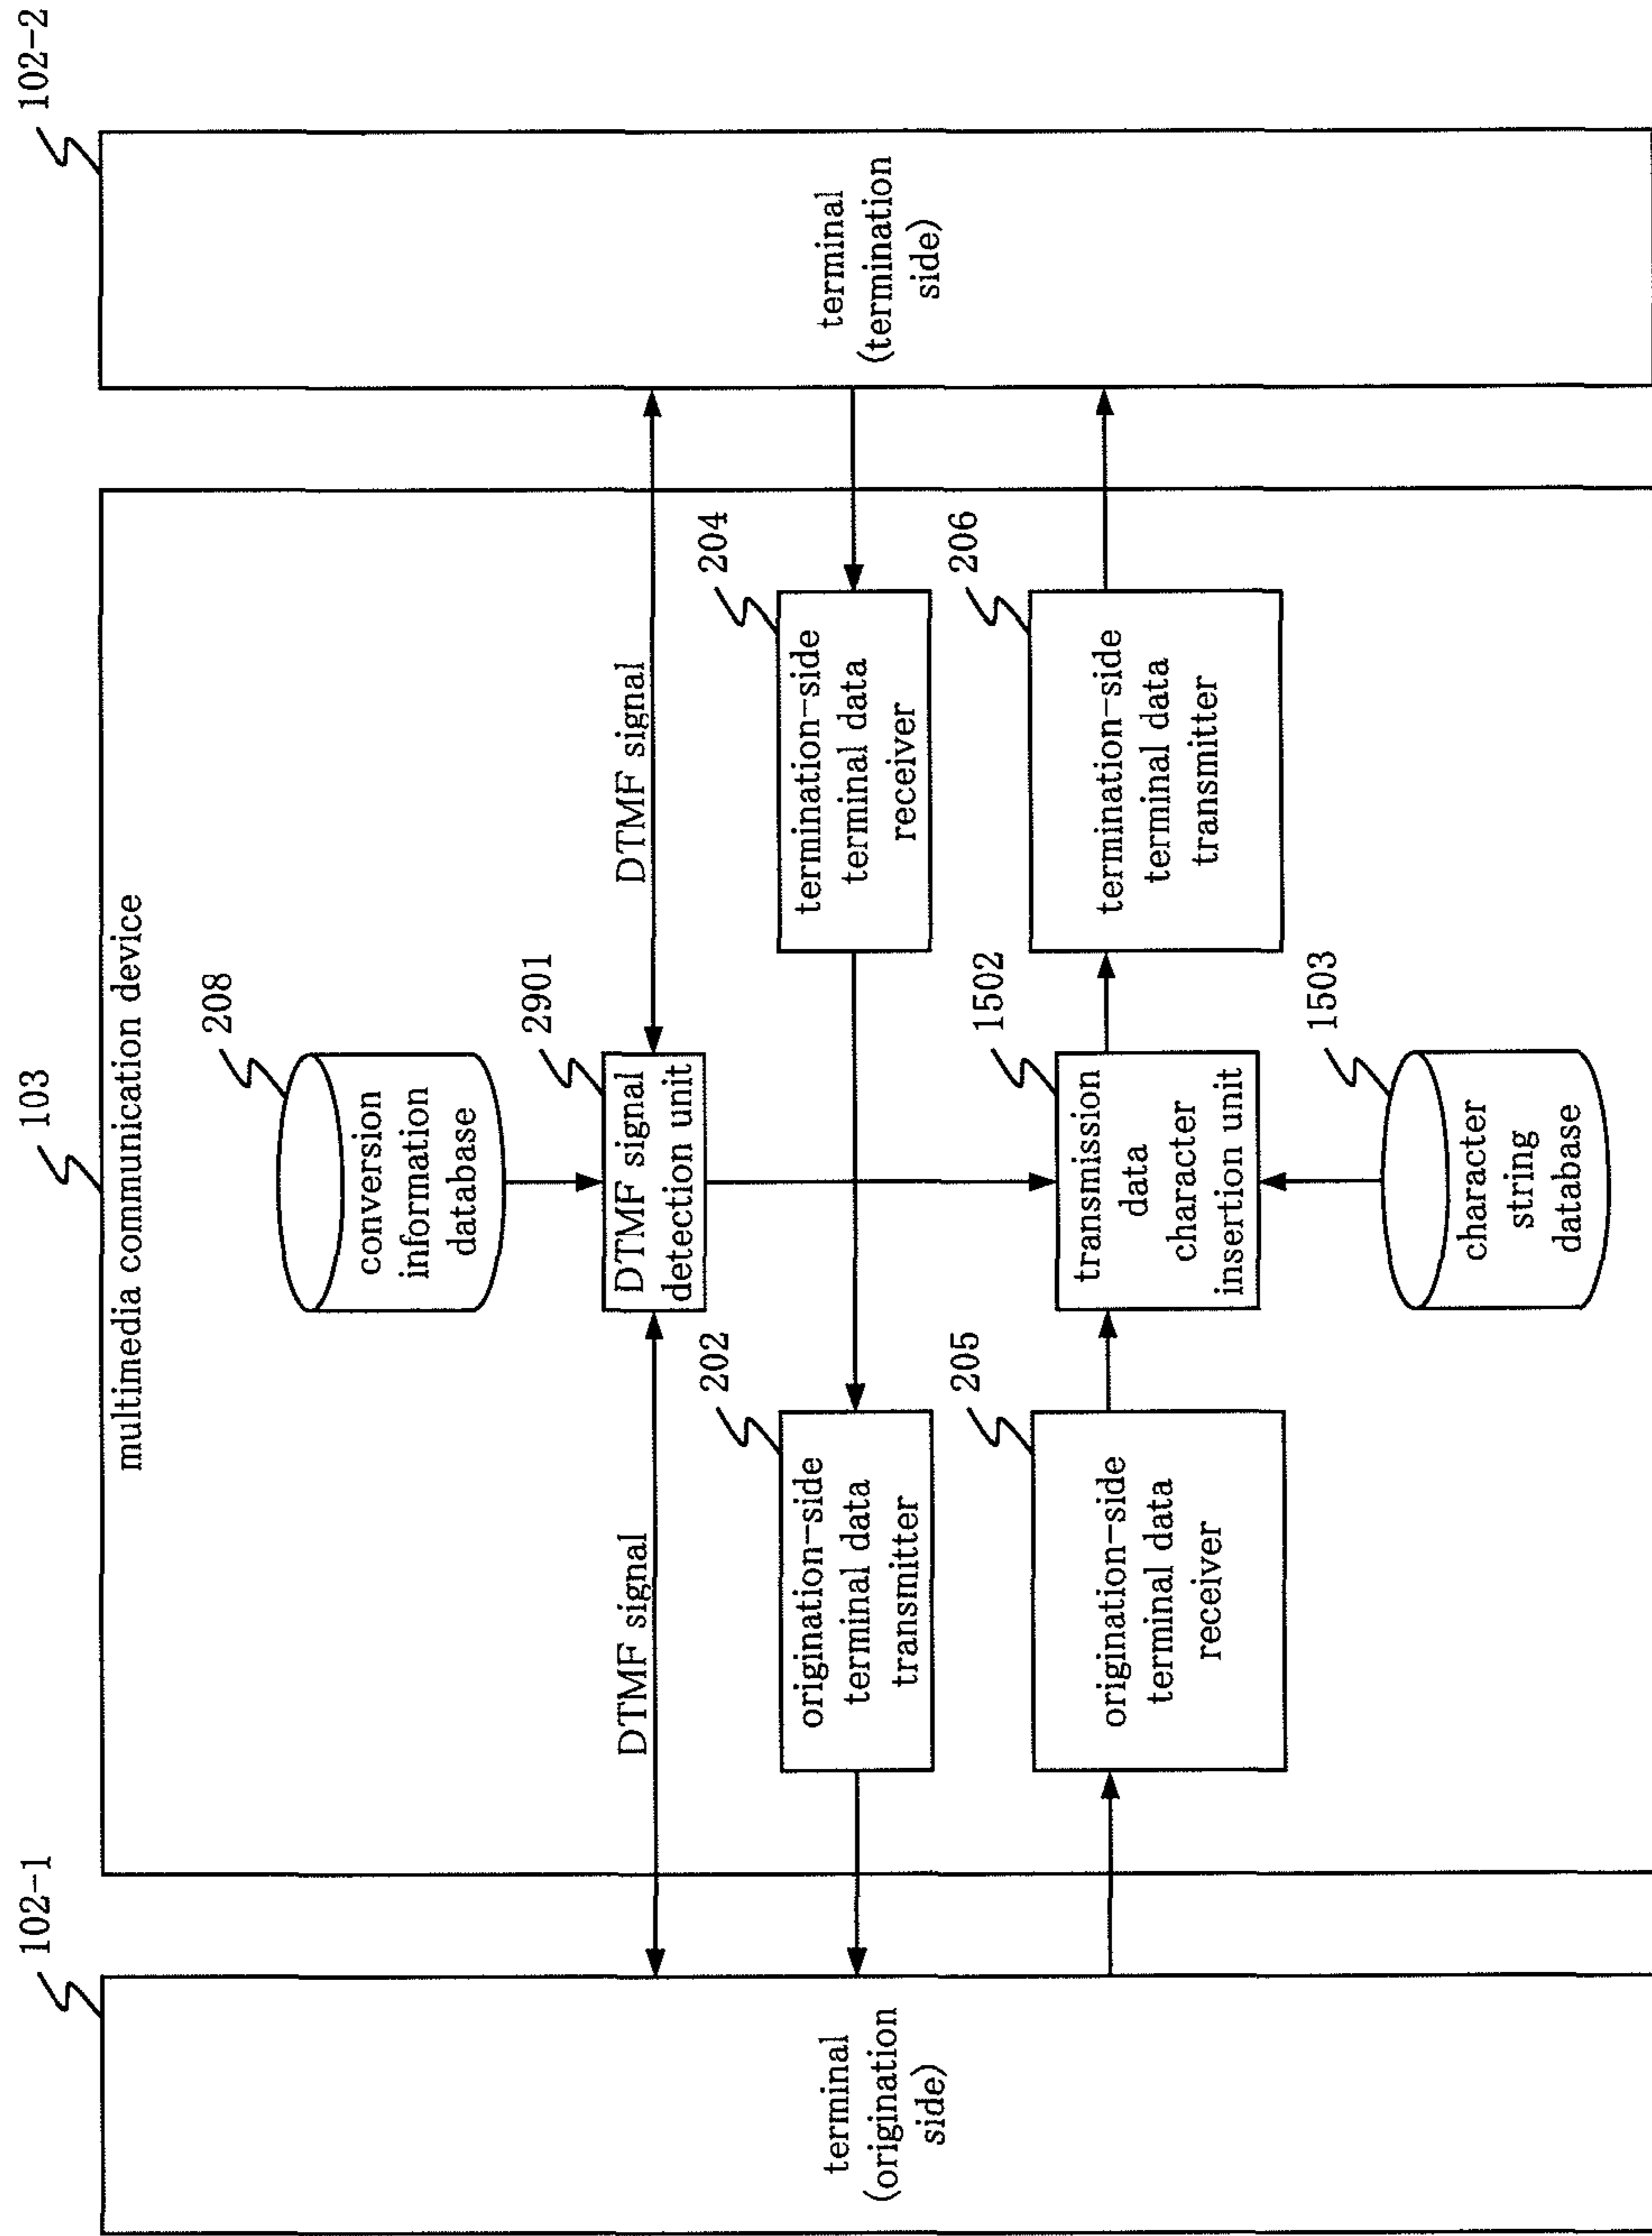 102-1
103
102-2
multimedia communication device
208
conversion
information
database
2901
DTMF signal
DTMF signal
detection unit
DTMF signal
terminal
(origination
side)
202
origination-side
terminal data
transmitter
204
termination-side
terminal data
receiver
terminal
(termination
side)
205
origination-side
terminal data
receiver
1502
transmission
data
character
insertion unit
206
termination-side
terminal data
transmitter
1503
character
string
database